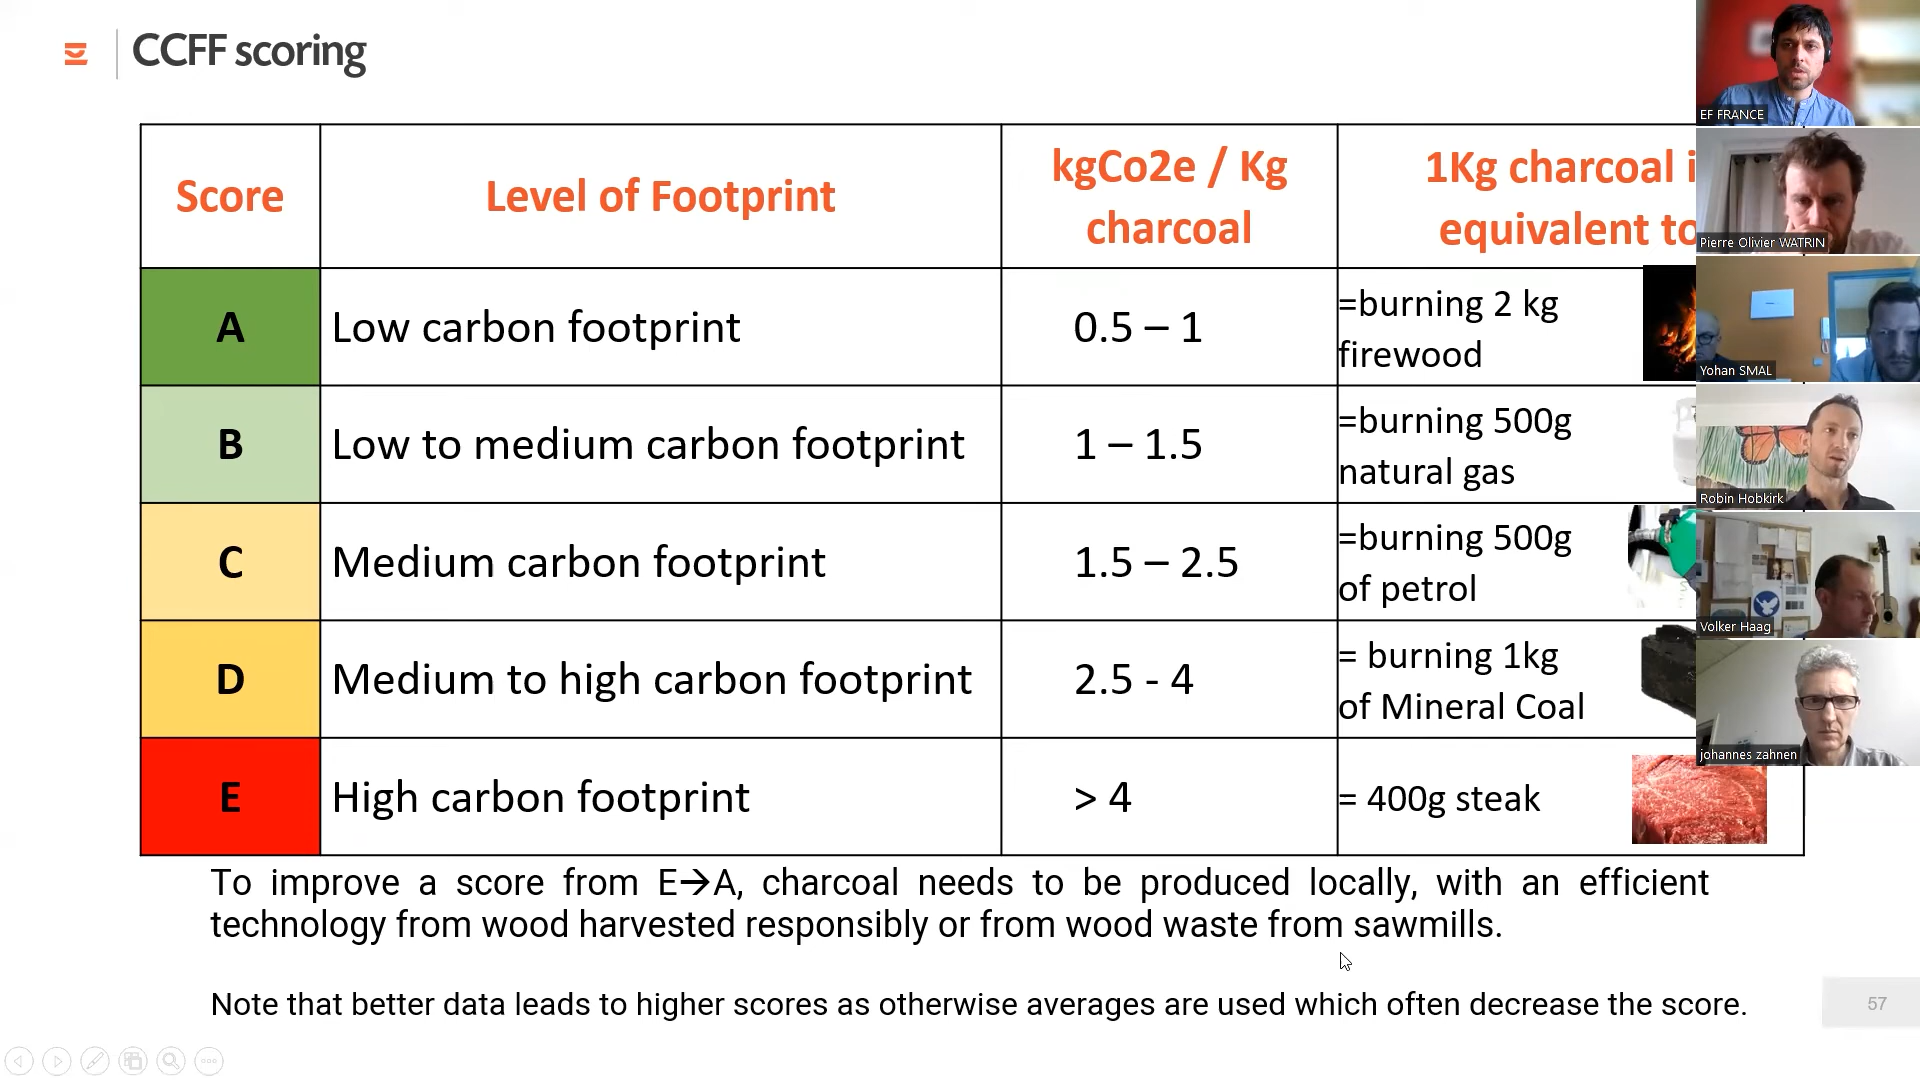 CCFF scoring
Score
Level of Footprint
kgCo2e / Kg
charcoal
1Kg charcoal i
equivalent to
A
Low carbon footprint
0.5 – 1
=burning 2 kg
firewood
B
Low to medium carbon footprint
1 – 1.5
=burning 500g
natural gas
C
Medium carbon footprint
1.5 – 2.5
=burning 500g
of petrol
D
Medium to high carbon footprint
2.5 - 4
= burning 1kg
of Mineral Coal
E
High carbon footprint
> 4
= 400g steak
To improve a score from E→A, charcoal needs to be produced locally, with an efficient
technology from wood harvested responsibly or from wood waste from sawmills.
Note that better data leads to higher scores as otherwise averages are used which often decrease the score.
57
EF FRANCE
Pierre Olivier WATRIN
Yohan SMAL
Robin Hobkirk
Volker Haag
johannes zahnen